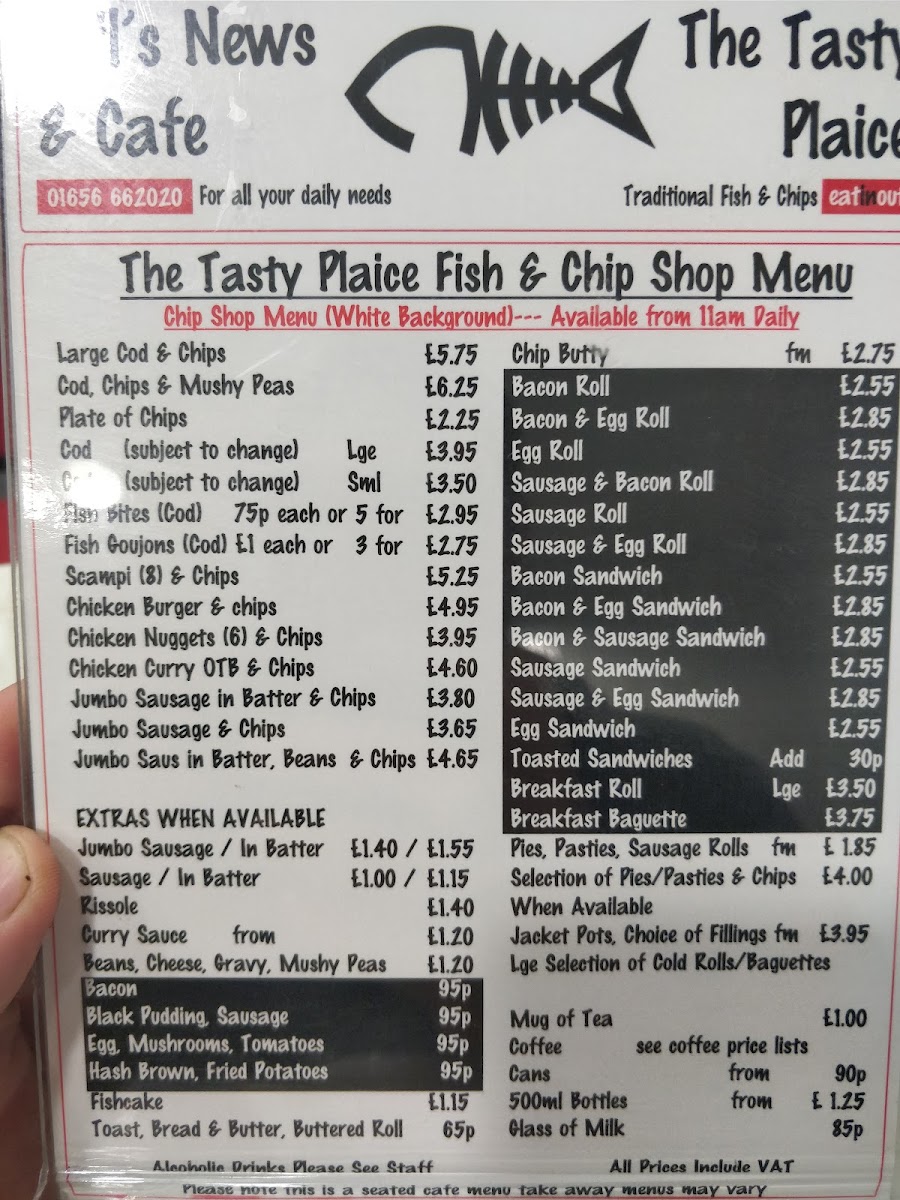 's News
& Cafe
The Tasty
Plaice
01656 662020 For all your daily needs
Traditional Fish & Chips eatinout
The Tasty Plaice Fish & Chip Shop Menu
Chip Shop Menu (White Background)--- Available from 11am Daily
Large Cod & Chips £5.75
Cod, Chips & Mushy Peas £6.25
Plate of Chips £2.25
Cod (subject to change) Lge £3.95
(subject to change) Sml £3.50
Fish Bites (Cod) 75p each or 5 for £2.95
Fish Goujons (Cod) £1 each or 3 for £2.75
Scampi (8) & Chips £5.25
Chicken Burger & chips £4.95
Chicken Nuggets (6) & Chips £3.95
Chicken Curry OTB & Chips £4.60
Jumbo Sausage in Batter & Chips £3.80
Jumbo Sausage & Chips £3.65
Jumbo Saus in Batter, Beans & Chips £4.65
EXTRAS WHEN AVAILABLE
Jumbo Sausage / In Batter £1.40 / £1.55
Sausage / In Batter £1.00 / £1.15
Rissole £1.40
Curry Sauce from £1.20
Beans, Cheese, Gravy, Mushy Peas £1.20
Bacon 95p
Black Pudding, Sausage 95p
Egg, Mushrooms, Tomatoes 95p
Hash Brown, Fried Potatoes 95p
Fishcake £1.15
Toast, Bread & Butter, Buttered Roll 65p
Alcoholic Drinks Please See Staff
Chip Butty fm £2.75
Bacon Roll £2.55
Bacon & Egg Roll £2.85
Egg Roll £2.55
Sausage & Bacon Roll £2.85
Sausage Roll £2.55
Sausage & Egg Roll £2.85
Bacon Sandwich £2.55
Bacon & Egg Sandwich £2.85
Bacon & Sausage Sandwich £2.85
Sausage Sandwich £2.55
Sausage & Egg Sandwich £2.85
Egg Sandwich £2.55
Toasted Sandwiches Add 30p
Breakfast Roll Lge £3.50
Breakfast Baguette £3.75
Pies, Pasties, Sausage Rolls fm £ 1.85
Selection of Pies/Pasties & Chips £4.00
When Available
Jacket Pots, Choice of Fillings fm £3.95
Lge Selection of Cold Rolls/Baguettes
Mug of Tea £1.00
Coffee see coffee price lists
Cans from 90p
500ml Bottles from £ 1.25
Glass of Milk 85p
All Prices Include VAT
Please note this is a seated cafe menu take away menus may vary